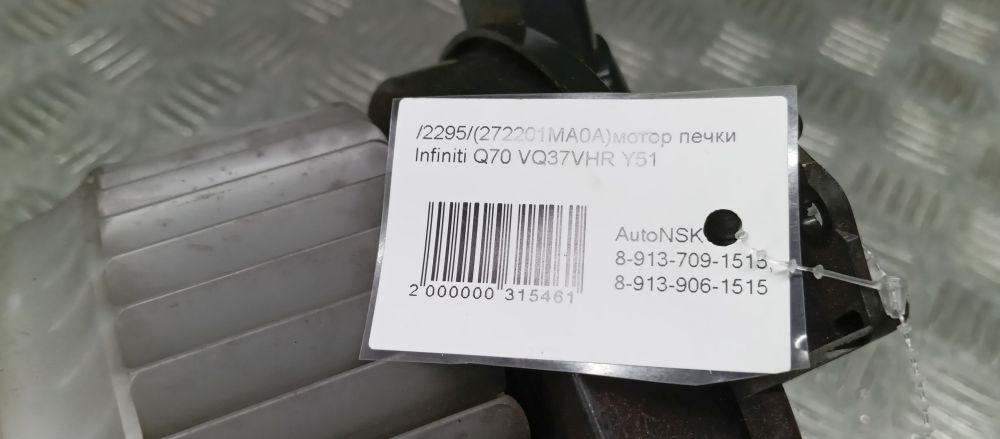 /2295/(272201MA0A)мотор печки
Infiniti Q70 VQ37VHR Y51
AutoNSK
8-913-709-1515,
8-913-906-1515
2 000000 315461